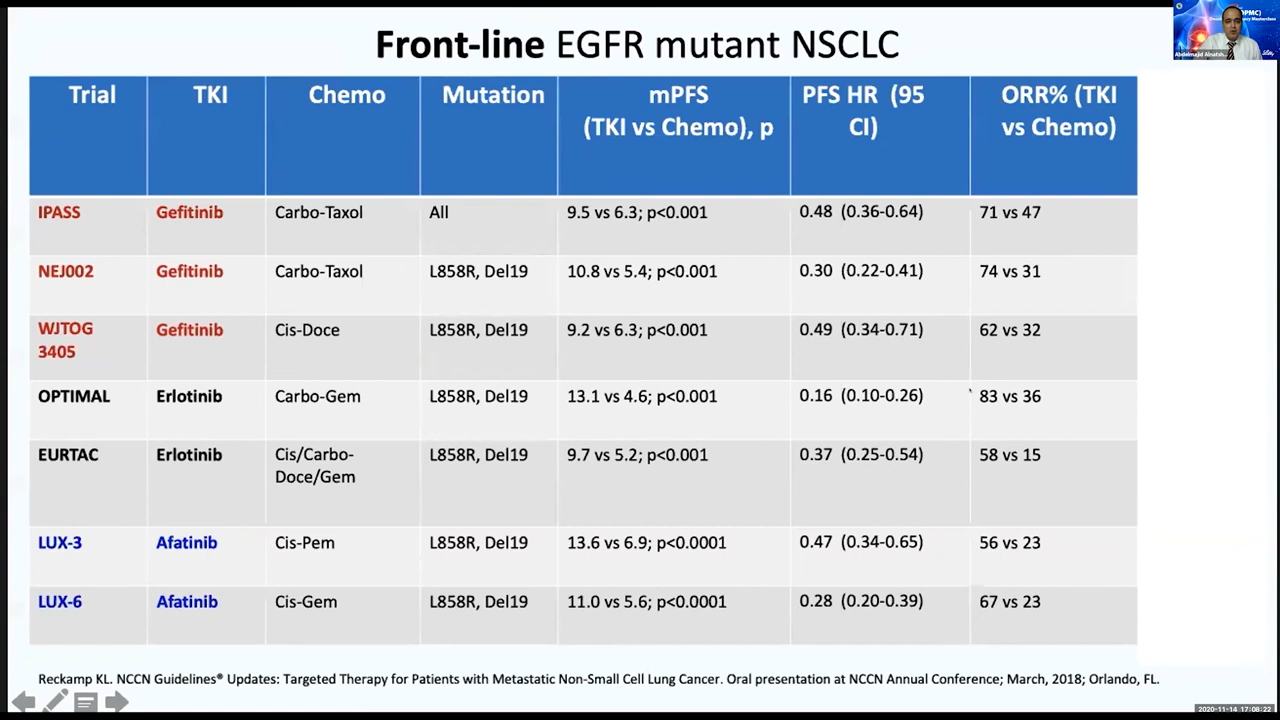 Front-line EGFR mutant NSCLC
Trial TKI Chemo Mutation mPFS (TKI vs Chemo), p PFS HR (95 CI) ORR% (TKI vs Chemo)
IPASS Gefitinib Carbo-Taxol All 9.5 vs 6.3; p<0.001 0.48 (0.36-0.64) 71 vs 47
NEJ002 Gefitinib Carbo-Taxol L858R, Del19 10.8 vs 5.4; p<0.001 0.30 (0.22-0.41) 74 vs 31
WJTOG 3405 Gefitinib Cis-Doce L858R, Del19 9.2 vs 6.3; p<0.001 0.49 (0.34-0.71) 62 vs 32
OPTIMAL Erlotinib Carbo-Gem L858R, Del19 13.1 vs 4.6; p<0.001 0.16 (0.10-0.26) 83 vs 36
EURTAC Erlotinib Cis/Carbo-Doce/Gem L858R, Del19 9.7 vs 5.2; p<0.001 0.37 (0.25-0.54) 58 vs 15
LUX-3 Afatinib Cis-Pem L858R, Del19 13.6 vs 6.9; p<0.0001 0.47 (0.34-0.65) 56 vs 23
LUX-6 Afatinib Cis-Gem L858R, Del19 11.0 vs 5.6; p<0.0001 0.28 (0.20-0.39) 67 vs 23
Reckamp KL. NCCN Guidelines® Updates: Targeted Therapy for Patients with Metastatic Non-Small Cell Lung Cancer. Oral presentation at NCCN Annual Conference; March, 2018; Orlando, FL.
2020-11-14 17:08:22